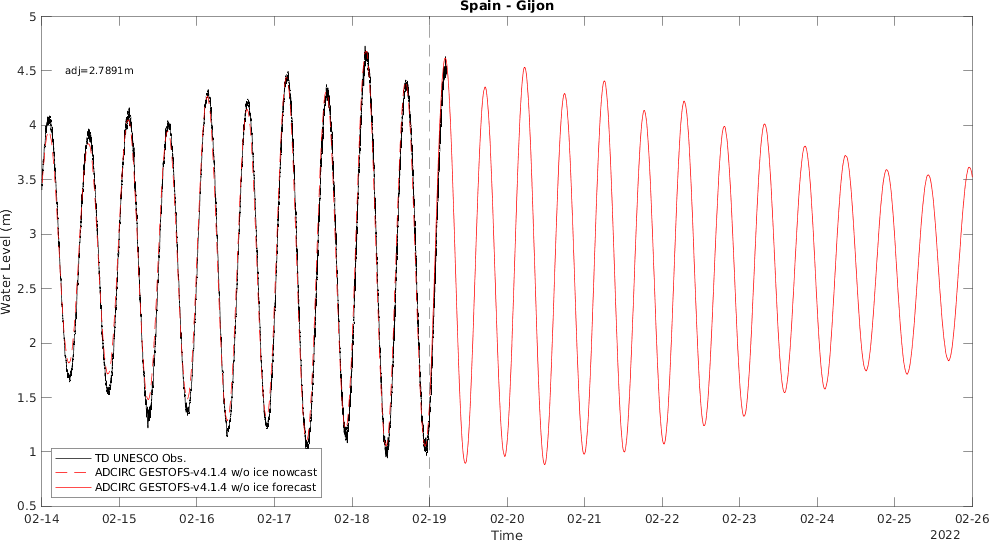 Spain - Gijon
5
4.5
4
3.5
3
2.5
2
1.5
1
0.5
Water Level (m)
adj=2.7891m
TD UNESCO Obs.
ADCIRC GESTOFS-v4.1.4 w/o ice nowcast
ADCIRC GESTOFS-v4.1.4 w/o ice forecast
02-14 02-15 02-16 02-17 02-18 02-19 02-20 02-21 02-22 02-23 02-24 02-25 02-26
Time
2022